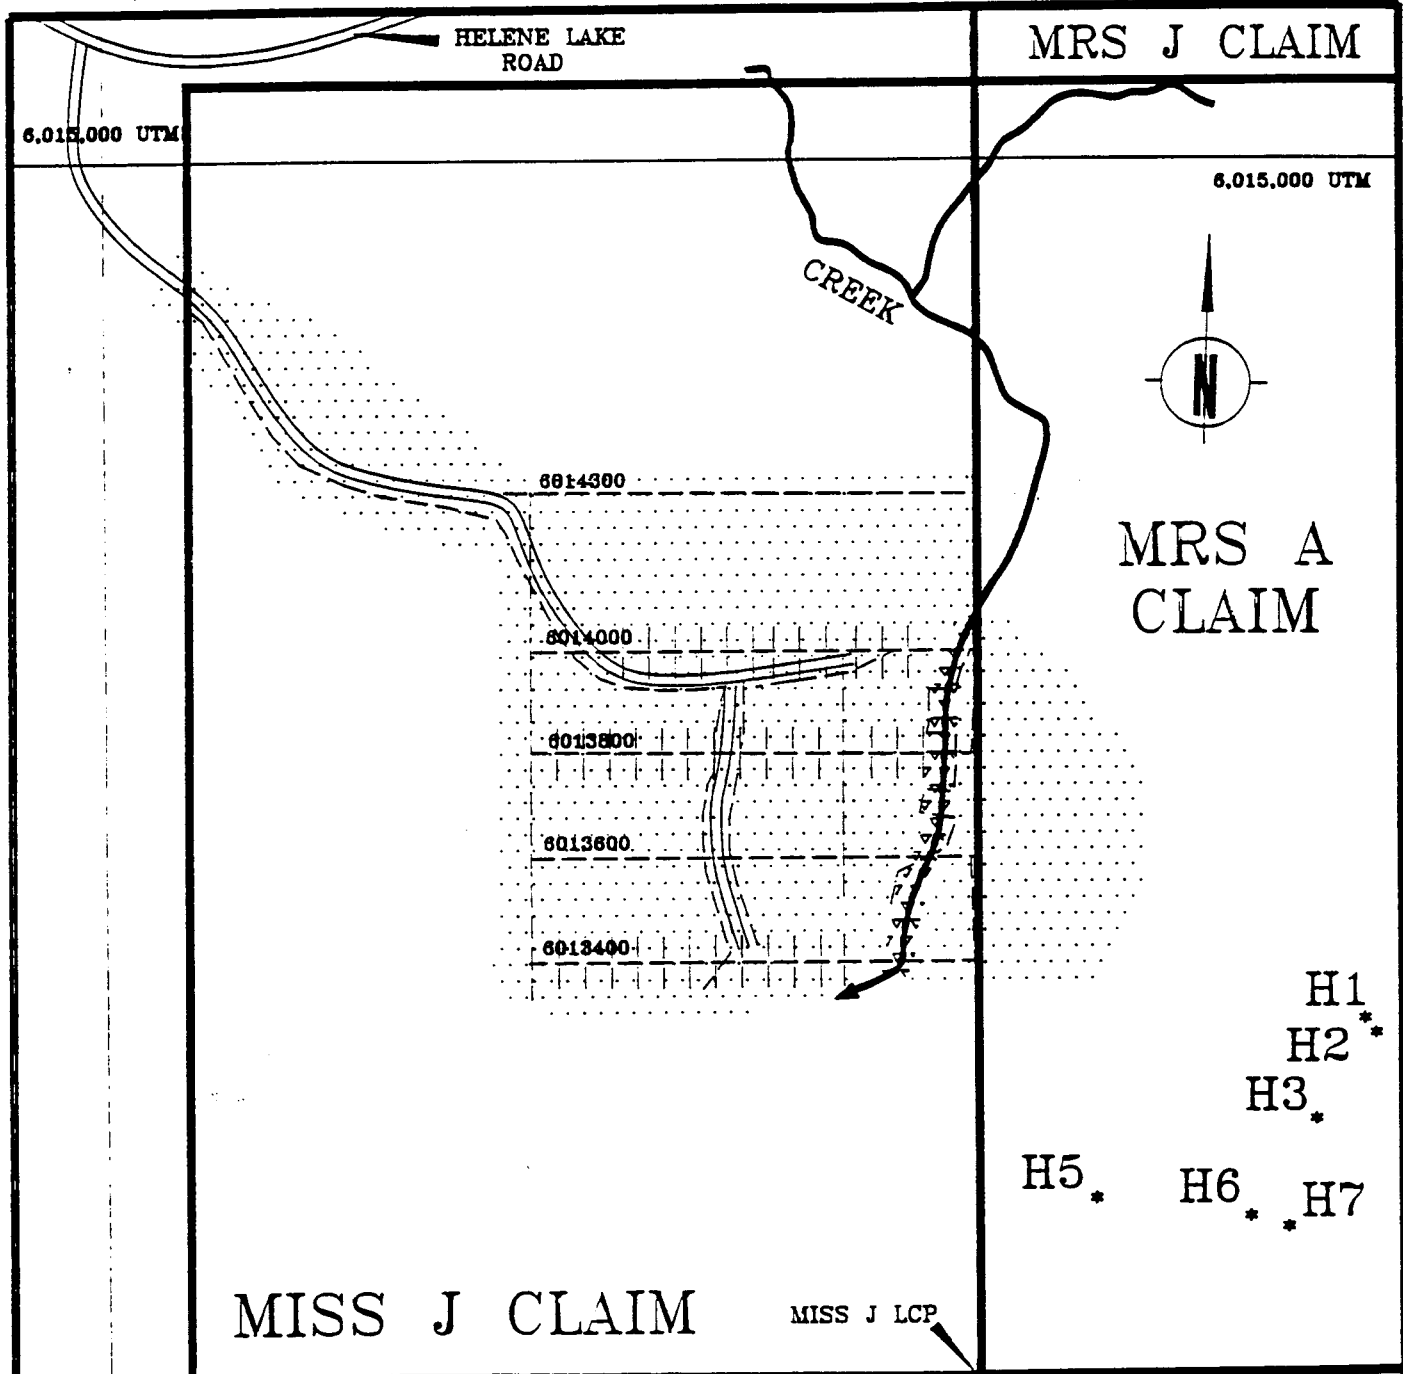 HELENE LAKE
ROAD
MRS J CLAIM
6,015,000 UTM
6,015,000 UTM
CREEK
N
6014300
MRS A
CLAIM
6014000
6013800
6013600
6013400
H1
H2
H3
H5
H6
H7
MISS J CLAIM
MISS J LCP